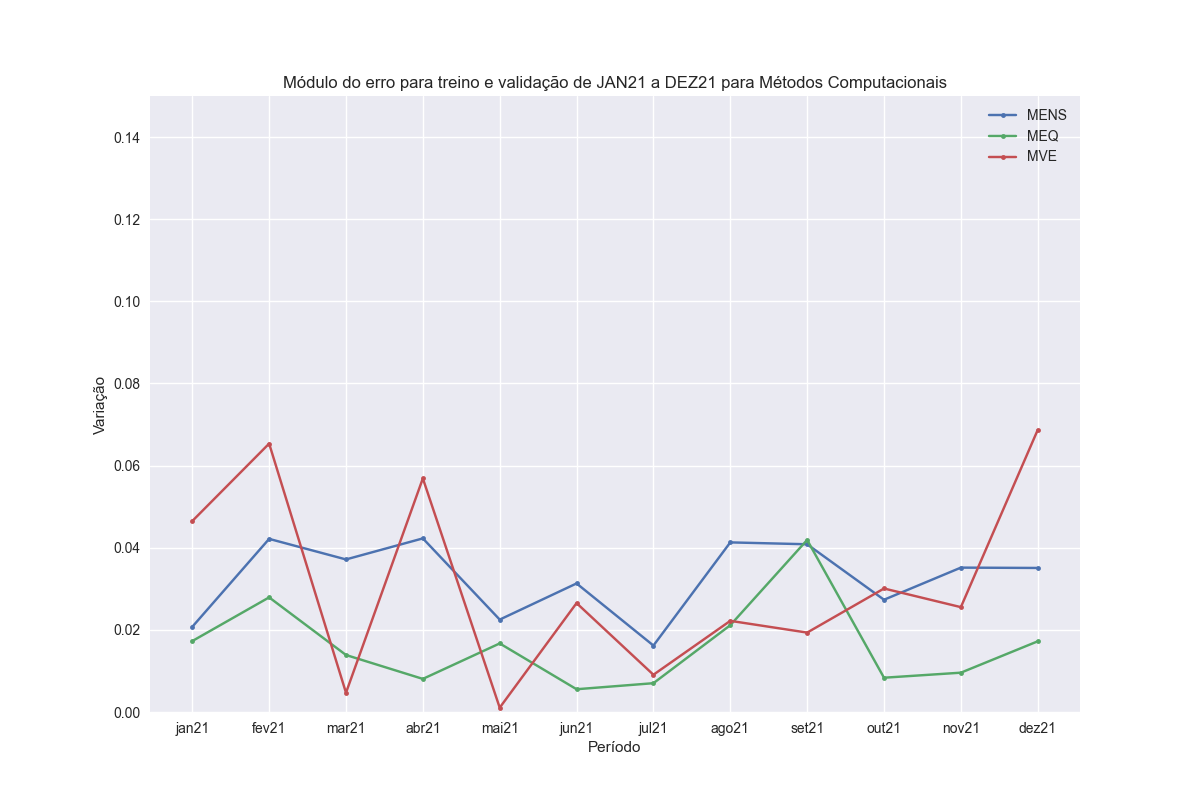 Módulo do erro para treino e validação de JAN21 a DEZ21 para Métodos Computacionais
MENS
MEQ
MVE
0.14
0.12
0.10
0.08
0.06
0.04
0.02
0.00
Variação
jan21 fev21 mar21 abr21 mai21 jun21 jul21 ago21 set21 out21 nov21 dez21
Período